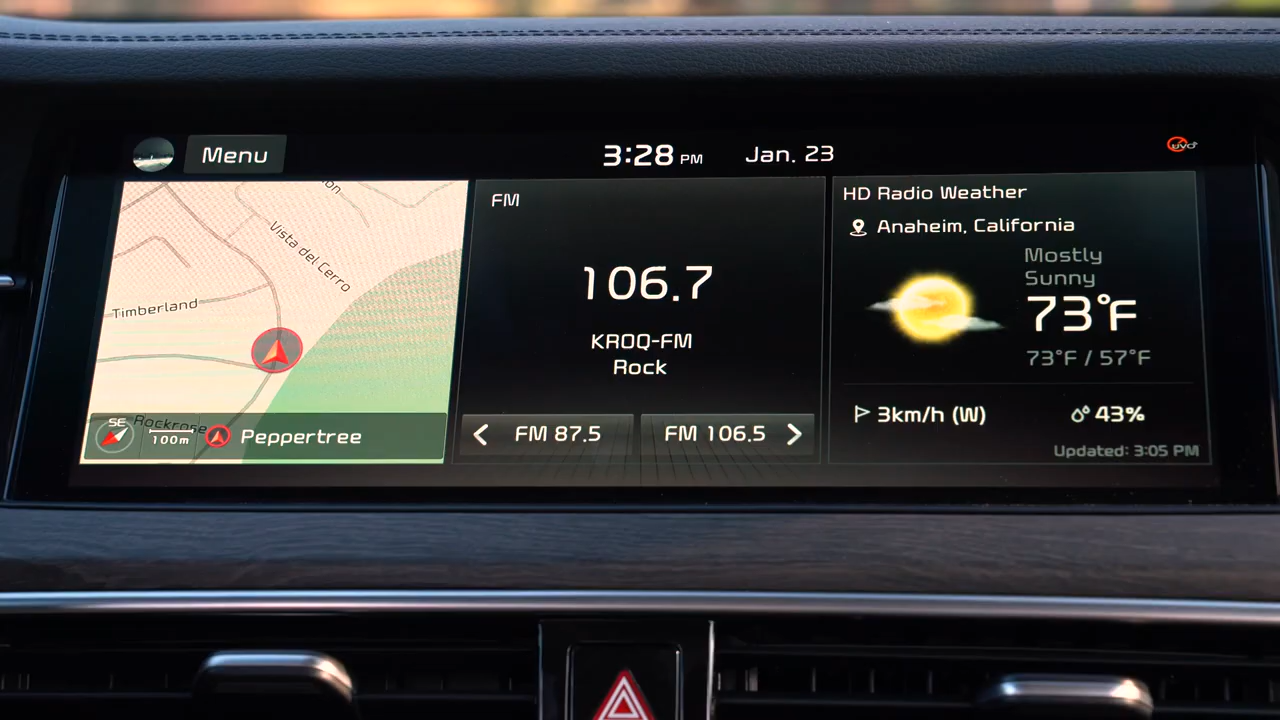 Menu
3:28 PM
Jan. 23
UVO
Vista del Cerro
Timberland
Rockrose
SE
100m
Peppertree
FM
106.7
KROQ-FM
Rock
FM 87.5
FM 106.5
HD Radio Weather
Anaheim, California
Mostly
Sunny
73°F
73°F / 57°F
3km/h (W)
43%
Updated: 3:05 PM